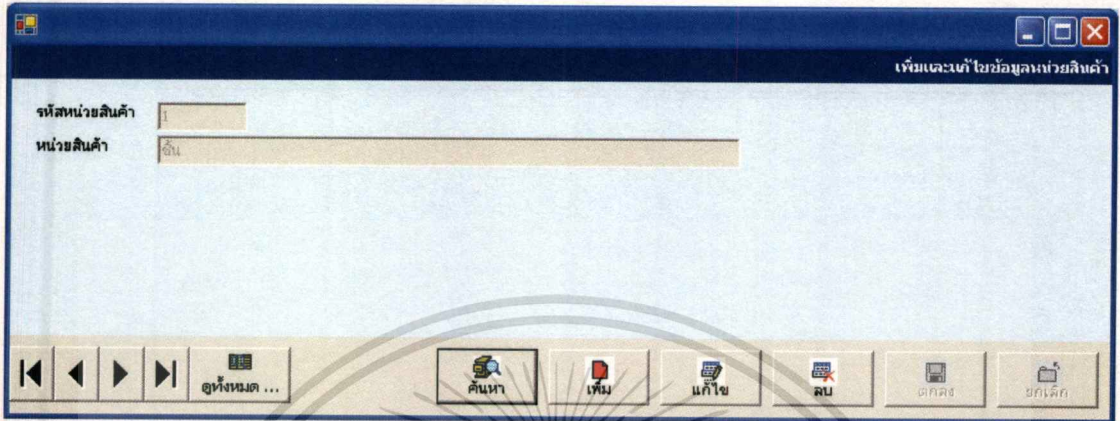 เพิ่มและแก้ไขข้อมูลหน่วยสินค้า
รหัสหน่วยสินค้า 1
หน่วยสินค้า ชิ้น
ดูทั้งหมด ... ค้นหา เพิ่ม แก้ไข ลบ ตกลง ยกเลิก